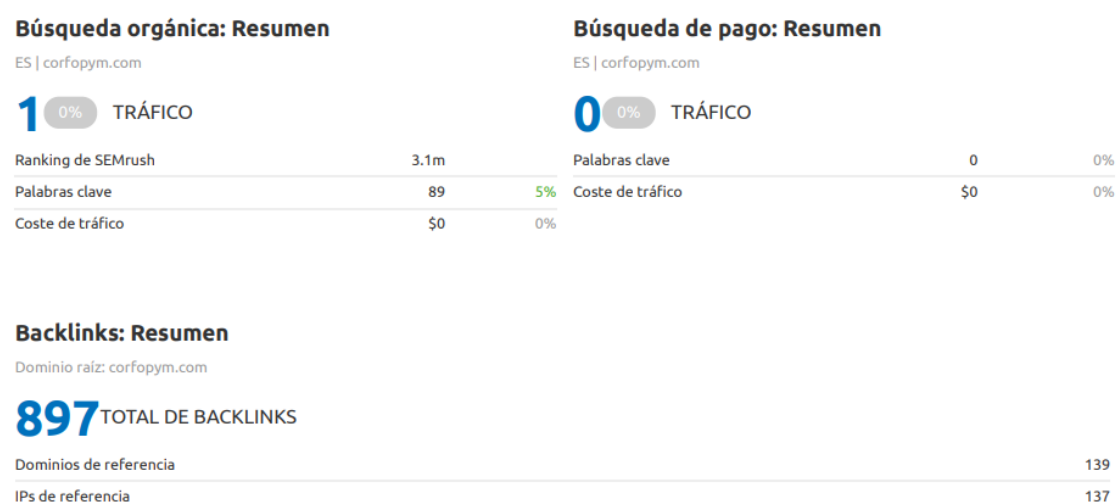 Búsqueda orgánica: Resumen
ES | corfopym.com
1 0% TRÁFICO
Ranking de SEMrush 3.1m
Palabras clave 89 5%
Coste de tráfico $0 0%
Búsqueda de pago: Resumen
ES | corfopym.com
0 0% TRÁFICO
Palabras clave 0 0%
Coste de tráfico $0 0%
Backlinks: Resumen
Dominio raíz: corfopym.com
897 TOTAL DE BACKLINKS
Dominios de referencia 139
IPs de referencia 137